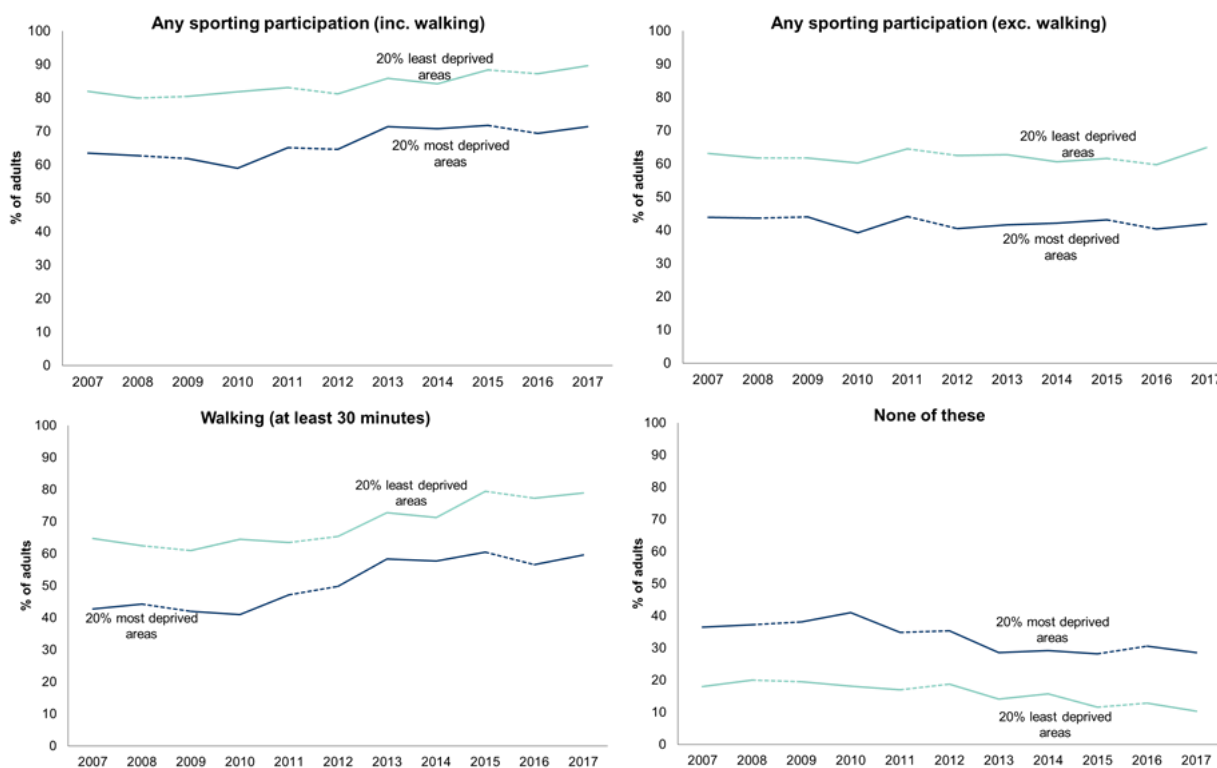 Any sporting participation (inc. walking)
% of adults
100
90
80
70
60
50
40
30
20
10
0
20% least deprived
areas
20% most deprived
areas
2007 2008 2009 2010 2011 2012 2013 2014 2015 2016 2017
Any sporting participation (exc. walking)
% of adults
100
90
80
70
60
50
40
30
20
10
0
20% least deprived
areas
20% most deprived
areas
2007 2008 2009 2010 2011 2012 2013 2014 2015 2016 2017
Walking (at least 30 minutes)
% of adults
100
90
80
70
60
50
40
30
20
10
0
20% least deprived
areas
20% most deprived
areas
2007 2008 2009 2010 2011 2012 2013 2014 2015 2016 2017
None of these
% of adults
100
90
80
70
60
50
40
30
20
10
0
20% most deprived
areas
20% least deprived
areas
2007 2008 2009 2010 2011 2012 2013 2014 2015 2016 2017